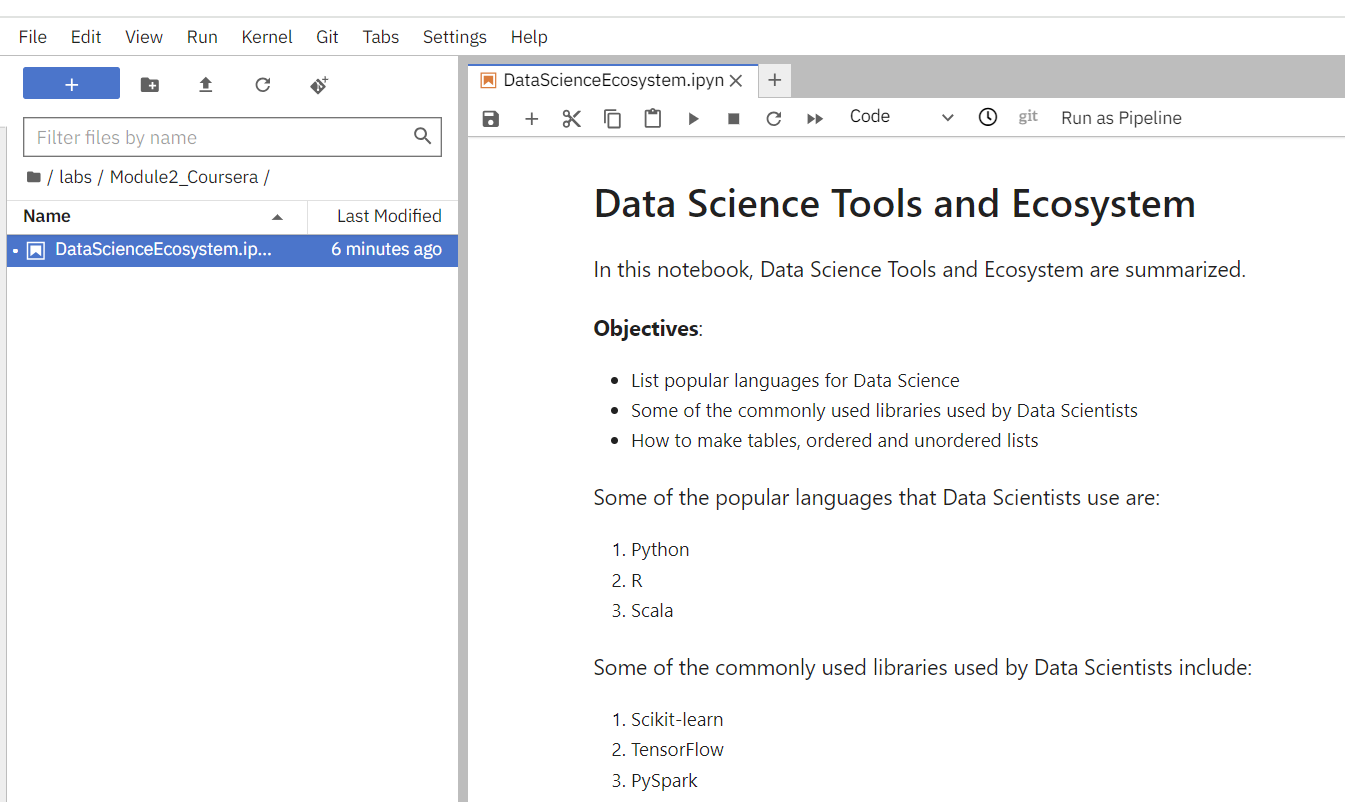 File Edit View Run Kernel Git Tabs Settings Help
DataScienceEcosystem.ipyn
Code
git
Run as Pipeline
Filter files by name
/ labs / Module2_Coursera /
Name Last Modified
DataScienceEcosystem.ip... 6 minutes ago
Data Science Tools and Ecosystem
In this notebook, Data Science Tools and Ecosystem are summarized.
Objectives:
• List popular languages for Data Science
• Some of the commonly used libraries used by Data Scientists
• How to make tables, ordered and unordered lists
Some of the popular languages that Data Scientists use are:
1. Python
2. R
3. Scala
Some of the commonly used libraries used by Data Scientists include:
1. Scikit-learn
2. TensorFlow
3. PySpark